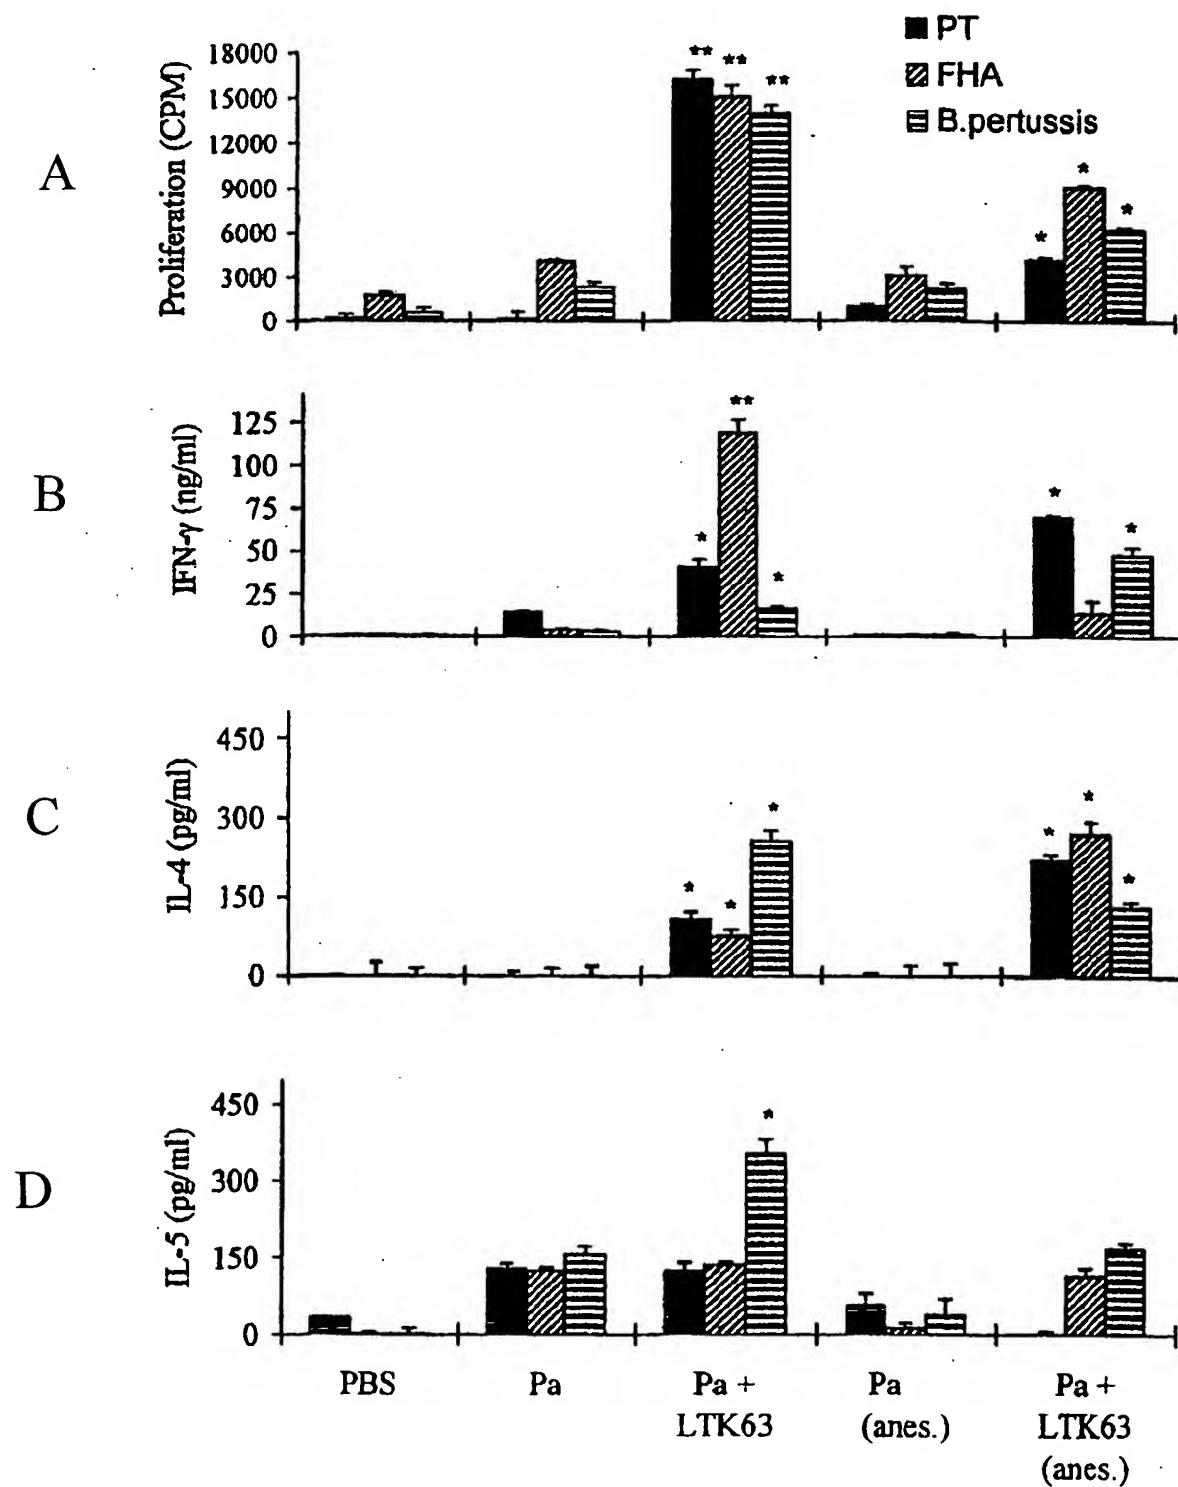 PT
FHA
B.pertussis
A
Proliferation (CPM)
18000
15000
12000
9000
6000
3000
0
** ** **
* * *
B
IFN-γ (ng/ml)
125
100
75
50
25
0
* ** *
* *
C
IL-4 (pg/ml)
450
300
150
0
* * *
* * *
D
IL-5 (pg/ml)
450
300
150
0
*
PBS Pa Pa + Pa Pa +
LTK63 (anes.) LTK63
(anes.)